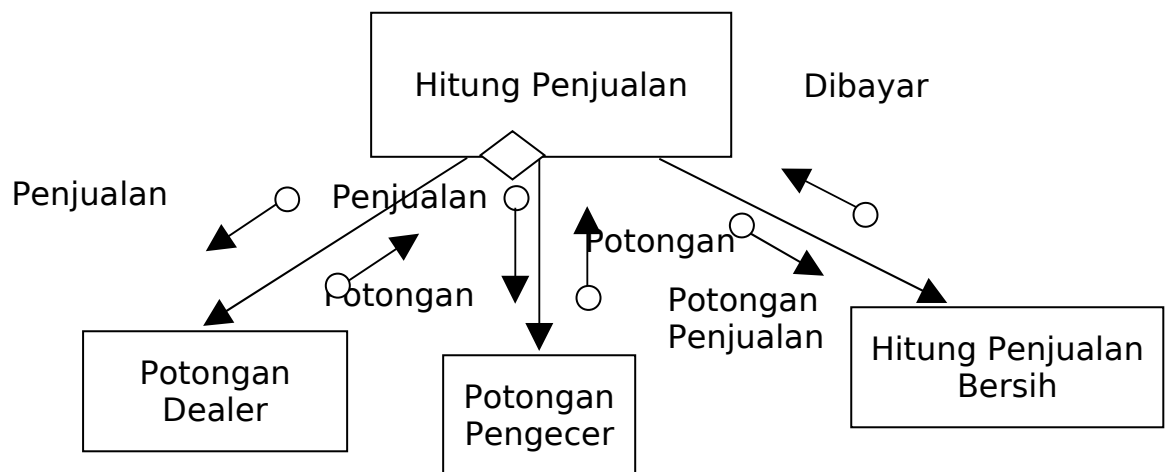 Hitung Penjualan
Dibayar
Penjualan
Penjualan
Potongan
Potongan
Potongan
Penjualan
Potongan
Dealer
Potongan
Pengecer
Hitung Penjualan
Bersih